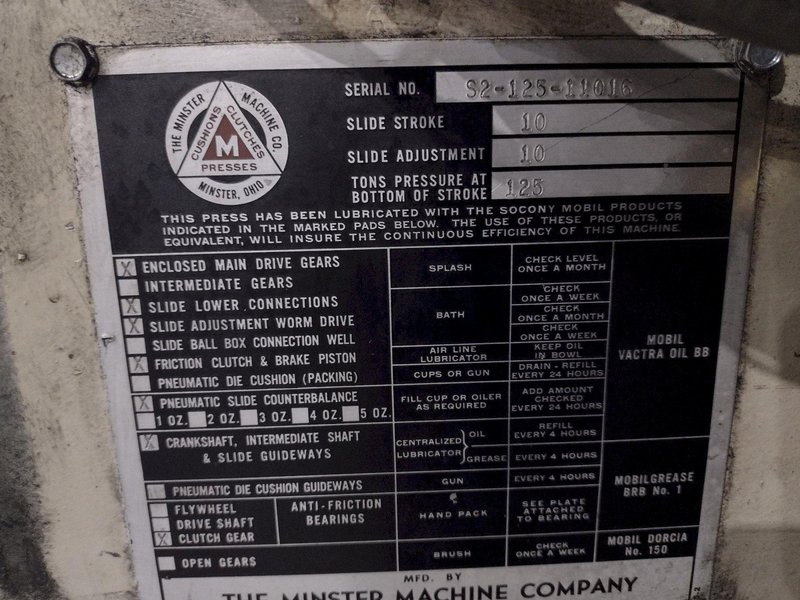 THE MINSTER MACHINE CO.
CUSHIONS CLUTCHES
M
PRESSES
MINSTER, OHIO
SERIAL NO. S2-125-11016
SLIDE STROKE 10
SLIDE ADJUSTMENT 10
TONS PRESSURE AT
BOTTOM OF STROKE 125
THIS PRESS HAS BEEN LUBRICATED WITH THE SOCONY MOBIL PRODUCTS
INDICATED IN THE MARKED PADS BELOW. THE USE OF THESE PRODUCTS, OR
EQUIVALENT, WILL INSURE THE CONTINUOUS EFFICIENCY OF THIS MACHINE.
X ENCLOSED MAIN DRIVE GEARS
INTERMEDIATE GEARS
X SLIDE LOWER CONNECTIONS
X SLIDE ADJUSTMENT WORM DRIVE
SLIDE BALL BOX CONNECTION WELL
X FRICTION CLUTCH & BRAKE PISTON
PNEUMATIC DIE CUSHION (PACKING)
X PNEUMATIC SLIDE COUNTERBALANCE
1 OZ. 2 OZ. 3 OZ. 4 OZ. 5 OZ.
X CRANKSHAFT, INTERMEDIATE SHAFT
& SLIDE GUIDEWAYS
PNEUMATIC DIE CUSHION GUIDEWAYS
FLYWHEEL
DRIVE SHAFT
X CLUTCH GEAR
ANTI-FRICTION
BEARINGS
OPEN GEARS
SPLASH
BATH
AIR LINE
LUBRICATOR
CUPS OR GUN
FILL CUP OR OILER
AS REQUIRED
CENTRALIZED
LUBRICATOR
OIL
GREASE
GUN
HAND PACK
BRUSH
CHECK LEVEL
ONCE A MONTH
CHECK
ONCE A WEEK
CHECK
ONCE A MONTH
CHECK
ONCE A WEEK
KEEP OIL
IN BOWL
DRAIN - REFILL
EVERY 24 HOURS
ADD AMOUNT
CHECKED
EVERY 24 HOURS
REFILL
EVERY 4 HOURS
EVERY 4 HOURS
EVERY 4 HOURS
SEE PLATE
ATTACHED
TO BEARING
CHECK
ONCE A WEEK
MOBIL
VACTRA OIL BB
MOBILGREASE
BRB No. 1
MOBIL DORCIA
No. 150
MFD. BY
THE MINSTER MACHINE COMPANY